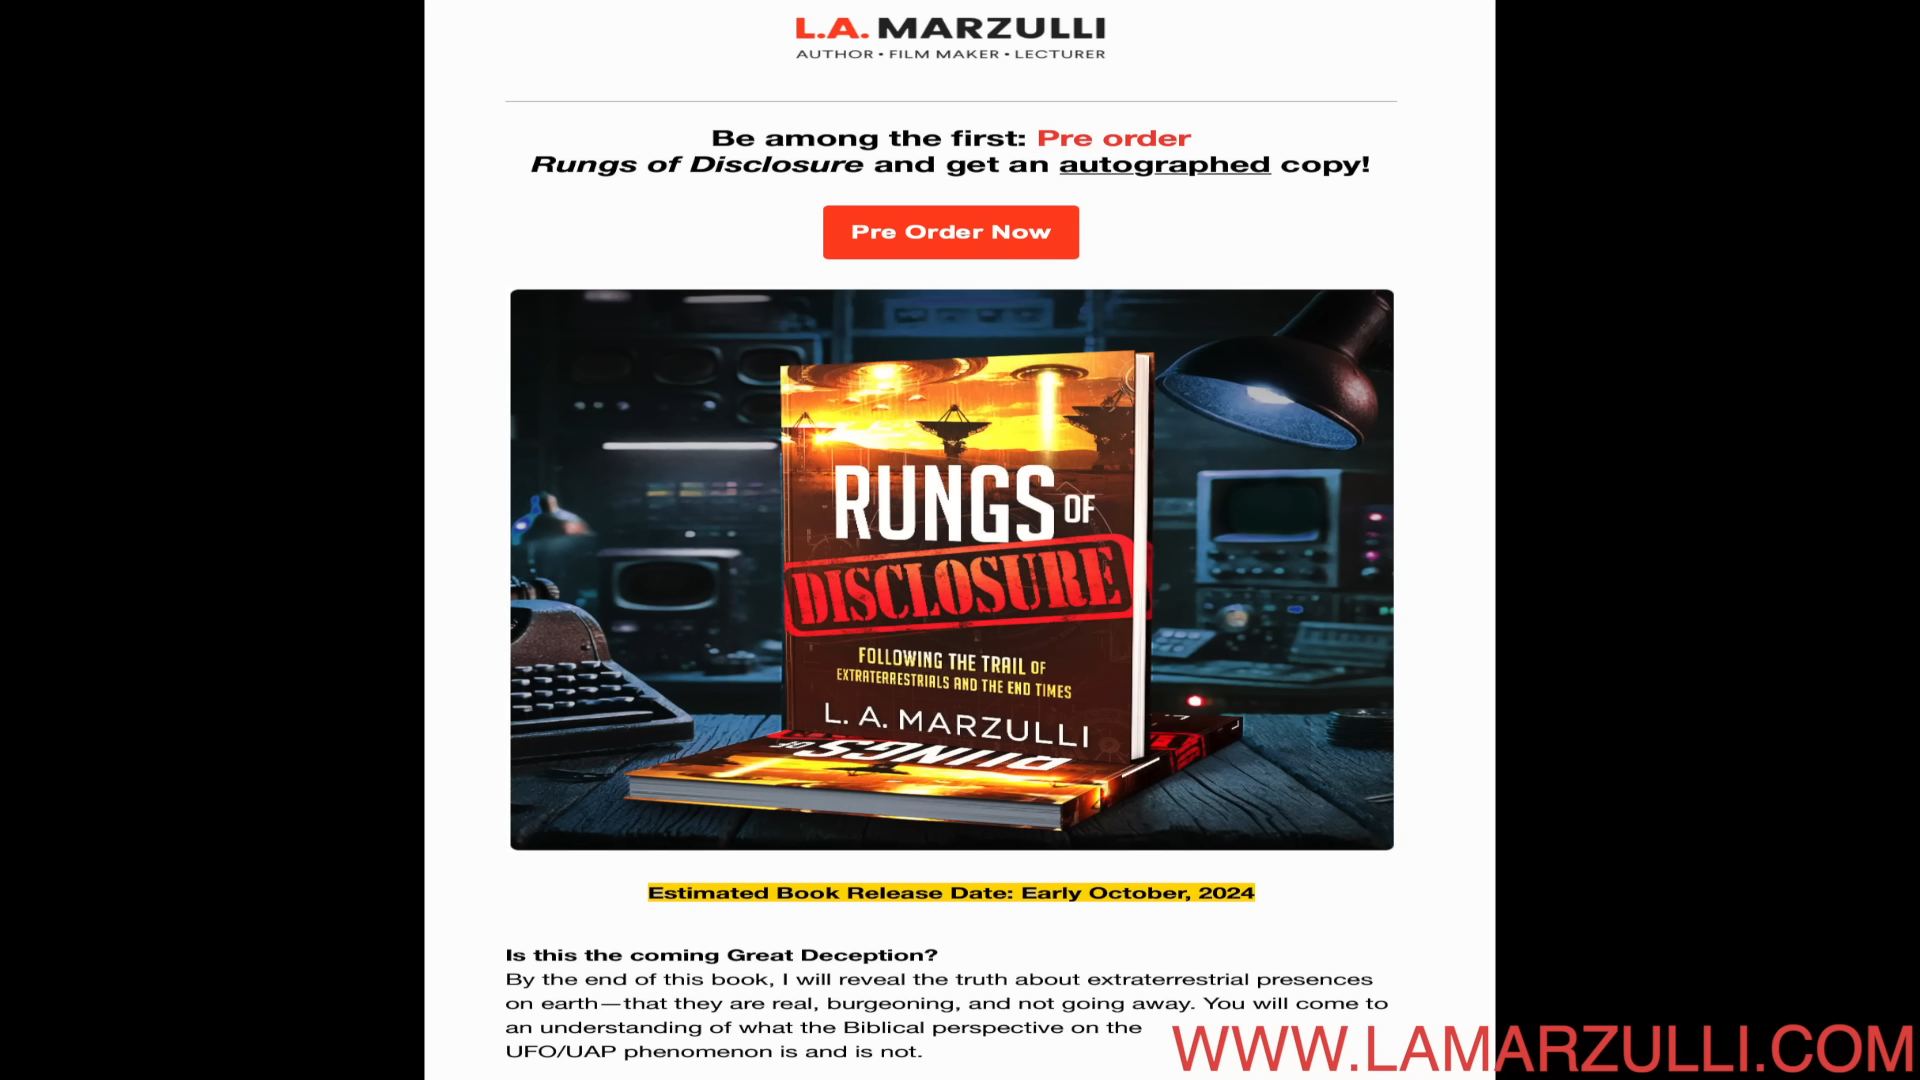 L.A. MARZULLI
AUTHOR • FILM MAKER • LECTURER
Be among the first: Pre order
Rungs of Disclosure and get an autographed copy!
Pre Order Now
RUNGS OF
DISCLOSURE
FOLLOWING THE TRAIL OF
EXTRATERRESTRIALS AND THE END TIMES
L. A. MARZULLI
RUNGS OF
Estimated Book Release Date: Early October, 2024
Is this the coming Great Deception?
By the end of this book, I will reveal the truth about extraterrestrial presences
on earth—that they are real, burgeoning, and not going away. You will come to
an understanding of what the Biblical perspective on the
UFO/UAP phenomenon is and is not.
WWW.LAMARZULLI.COM